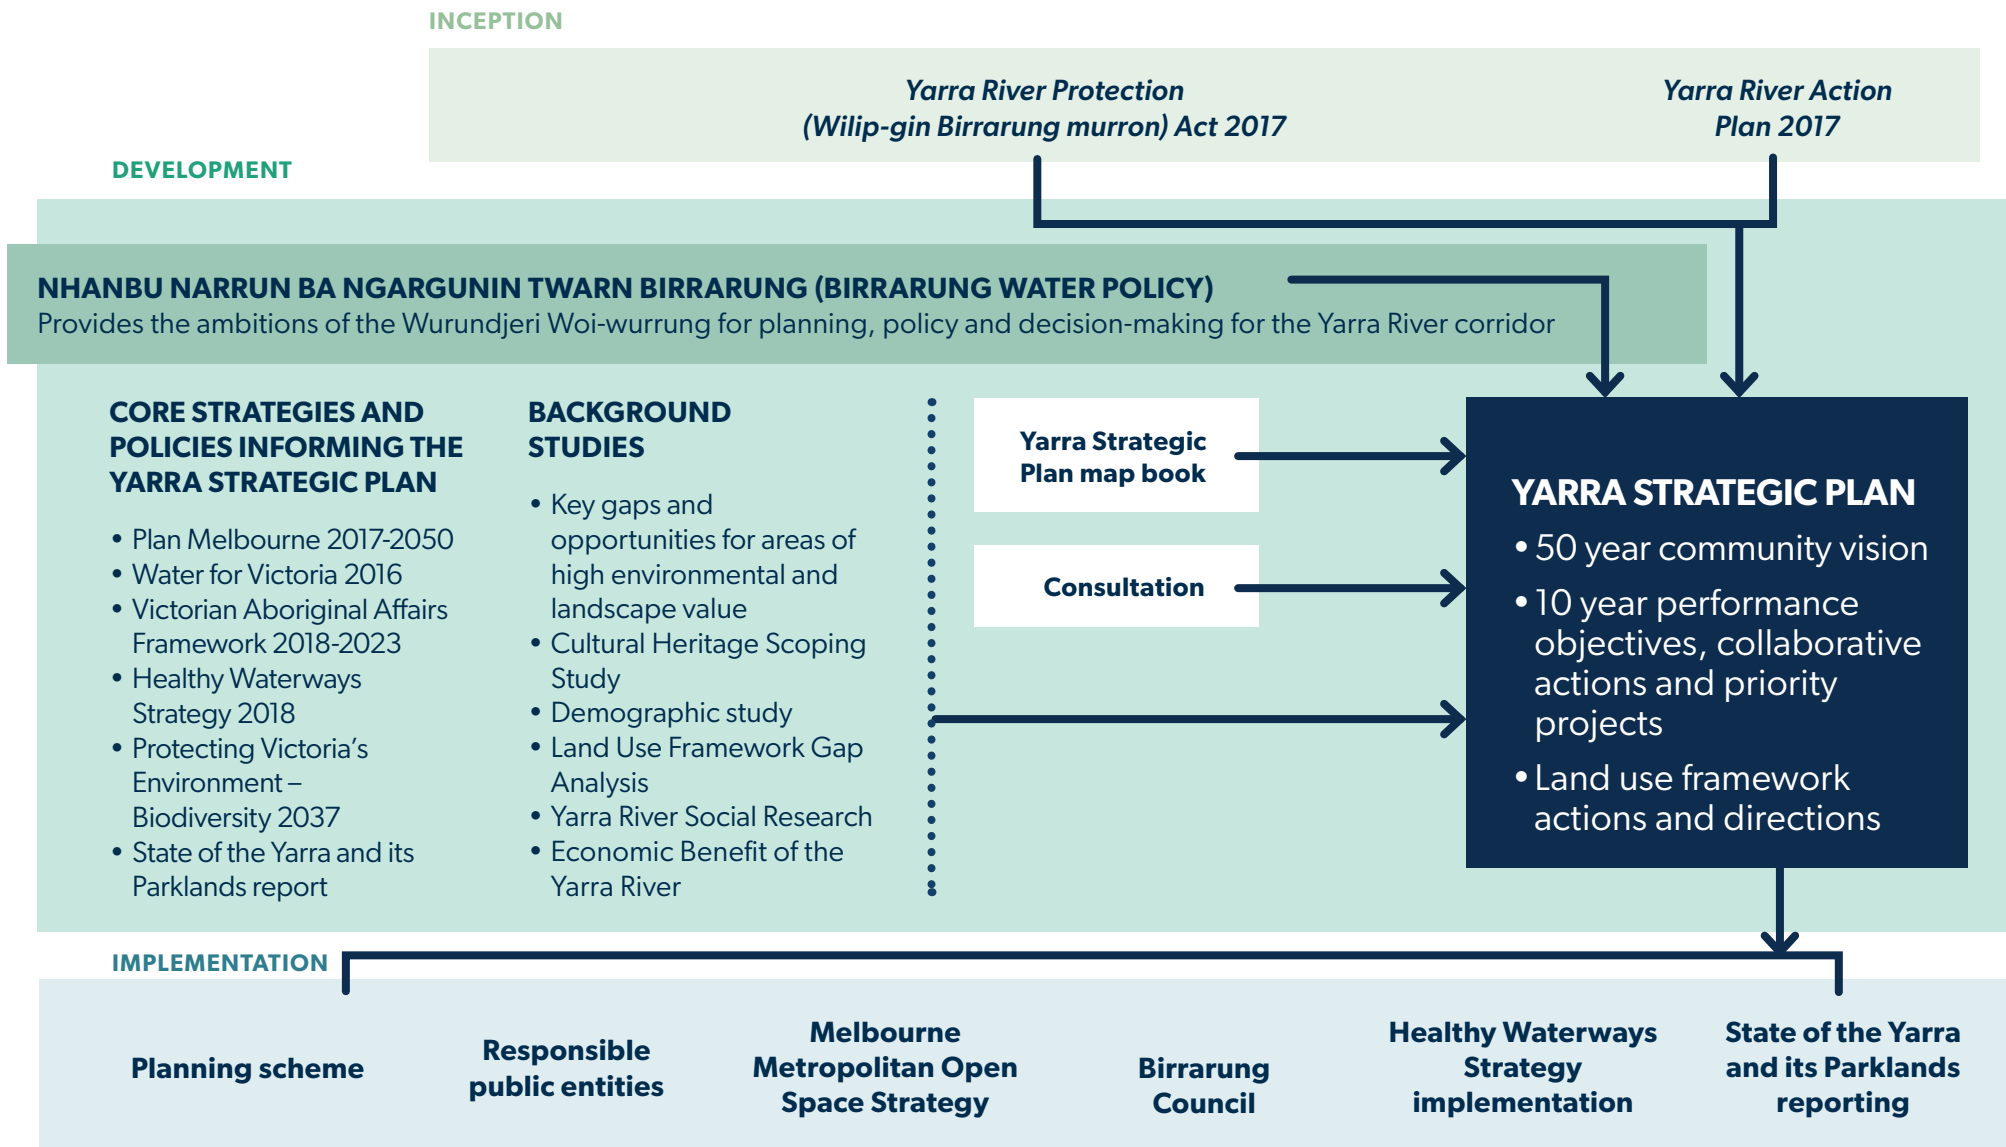 INCEPTION
Yarra River Protection
(Wilip-gin Birrarung murron) Act 2017
Yarra River Action
Plan 2017
DEVELOPMENT
NHANBU NARRUN BA NGARGUNIN TWARN BIRRARUNG (BIRRARUNG WATER POLICY)
Provides the ambitions of the Wurundjeri Woi-wurrung for planning, policy and decision-making for the Yarra River corridor
CORE STRATEGIES AND
POLICIES INFORMING THE
YARRA STRATEGIC PLAN
• Plan Melbourne 2017-2050
• Water for Victoria 2016
• Victorian Aboriginal Affairs
Framework 2018-2023
• Healthy Waterways
Strategy 2018
• Protecting Victoria’s
Environment –
Biodiversity 2037
• State of the Yarra and its
Parklands report
BACKGROUND
STUDIES
• Key gaps and
opportunities for areas of
high environmental and
landscape value
• Cultural Heritage Scoping
Study
• Demographic study
• Land Use Framework Gap
Analysis
• Yarra River Social Research
• Economic Benefit of the
Yarra River
Yarra Strategic
Plan map book
Consultation
YARRA STRATEGIC PLAN
• 50 year community vision
• 10 year performance
objectives, collaborative
actions and priority
projects
• Land use framework
actions and directions
IMPLEMENTATION
Planning scheme
Responsible
public entities
Melbourne
Metropolitan Open
Space Strategy
Birrarung
Council
Healthy Waterways
Strategy
implementation
State of the Yarra
and its Parklands
reporting